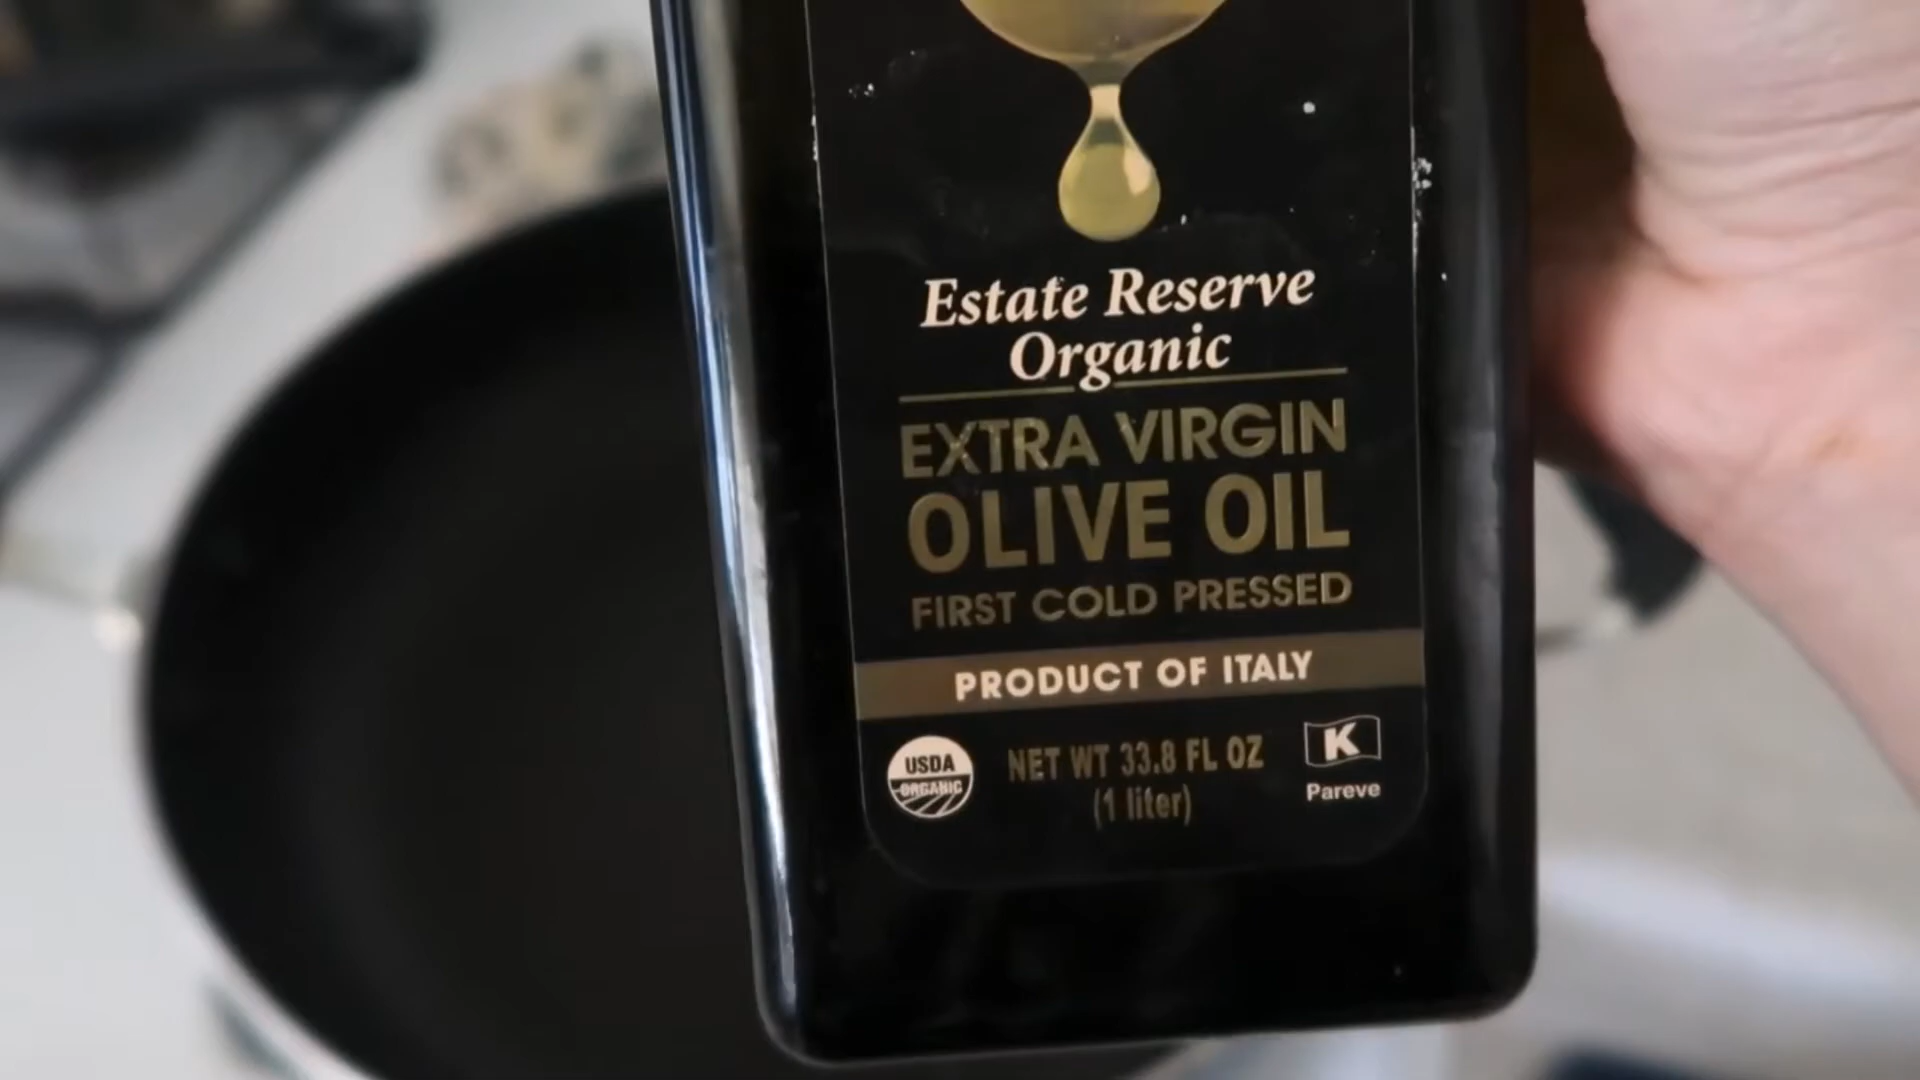 Estate Reserve
Organic
EXTRA VIRGIN
OLIVE OIL
FIRST COLD PRESSED
PRODUCT OF ITALY
USDA
ORGANIC
NET WT 33.8 FL OZ
(1 liter)
K
Pareve